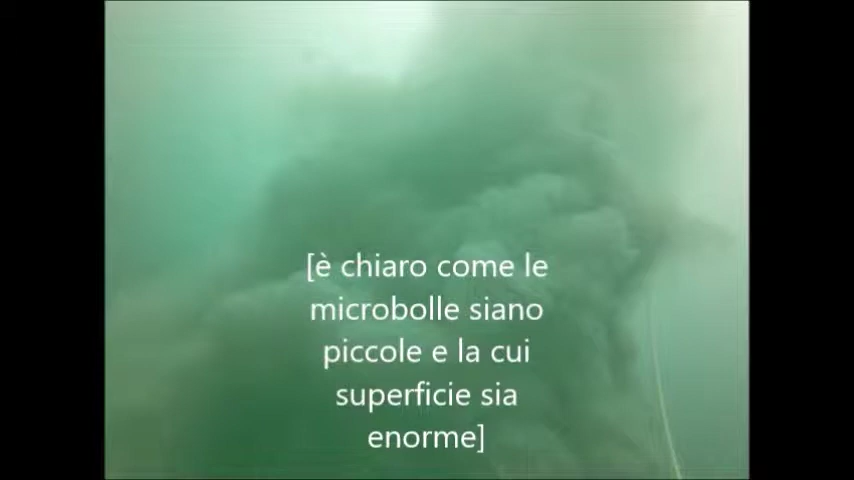 [è chiaro come le
microbolle siano
piccole e la cui
superficie sia
enorme]